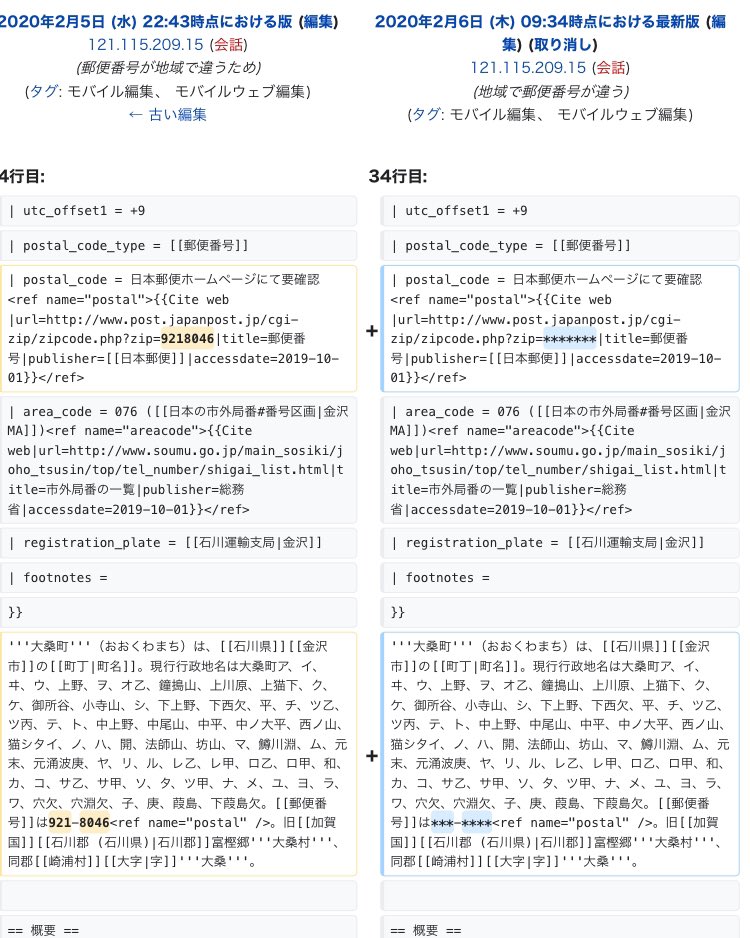 2020年2月5日 (水) 22:43時点における版 (編集)
121.115.209.15 (会話)
(郵便番号が地域で違うため)
(タグ: モバイル編集、 モバイルウェブ編集)
← 古い編集
2020年2月6日 (木) 09:34時点における最新版 (編
集) (取り消し)
121.115.209.15 (会話)
(地域で郵便番号が違う)
(タグ: モバイル編集、 モバイルウェブ編集)
4行目:
34行目:
| utc_offset1 = +9
| utc_offset1 = +9
| postal_code_type = [[郵便番号]]
| postal_code_type = [[郵便番号]]
| postal_code = 日本郵便ホームページにて要確認
<ref name="postal">{{Cite web
|url=http://www.post.japanpost.jp/cgi-
zip/zipcode.php?zip=9218046|title=郵便番
号|publisher=[[日本郵便]]|accessdate=2019-10-
01}}</ref>
+
| postal_code = 日本郵便ホームページにて要確認
<ref name="postal">{{Cite web
|url=http://www.post.japanpost.jp/cgi-
zip/zipcode.php?zip=*******|title=郵便番
号|publisher=[[日本郵便]]|accessdate=2019-10-
01}}</ref>
| area_code = 076 ([[日本の市外局番#番号区画|金沢
MA]])<ref name="areacode">{{Cite
web|url=http://www.soumu.go.jp/main_sosiki/j
oho_tsusin/top/tel_number/shigai_list.html|t
itle=市外局番の一覧|publisher=総務
省|accessdate=2019-10-01}}</ref>
| area_code = 076 ([[日本の市外局番#番号区画|金沢
MA]])<ref name="areacode">{{Cite
web|url=http://www.soumu.go.jp/main_sosiki/j
oho_tsusin/top/tel_number/shigai_list.html|t
itle=市外局番の一覧|publisher=総務
省|accessdate=2019-10-01}}</ref>
| registration_plate = [[石川運輸支局|金沢]]
| registration_plate = [[石川運輸支局|金沢]]
| footnotes =
| footnotes =
}}
}}
'''大桑町'''（おおくわまち）は、[[石川県]][[金沢
市]]の[[町丁|町名]]。現行行政地名は大桑町ア、イ、
ヰ、ウ、上野、ヲ、オ乙、鐘搗山、上川原、上猫下、ク、
ケ、御所谷、小寺山、シ、下上野、下西欠、平、チ、ツ乙、
ツ丙、テ、ト、中上野、中尾山、中平、中ノ大平、西ノ山、
猫シタイ、ノ、ハ、開、法師山、坊山、マ、鱒川淵、ム、元
末、元涌波庚、ヤ、リ、ル、レ乙、レ甲、ロ乙、ロ甲、和、
カ、コ、サ乙、サ甲、ソ、タ、ツ甲、ナ、メ、ユ、ヨ、ラ、
ワ、穴欠、穴淵欠、子、庚、葭島、下葭島欠。[[郵便番
号]]は921-8046<ref name="postal" />。旧[[加賀
国]][[石川郡 (石川県)|石川郡]]富樫郷'''大桑村'''、
同郡[[崎浦村]][[大字|字]]'''大桑'''。
+
'''大桑町'''（おおくわまち）は、[[石川県]][[金沢
市]]の[[町丁|町名]]。現行行政地名は大桑町ア、イ、
ヰ、ウ、上野、ヲ、オ乙、鐘搗山、上川原、上猫下、ク、
ケ、御所谷、小寺山、シ、下上野、下西欠、平、チ、ツ乙、
ツ丙、テ、ト、中上野、中尾山、中平、中ノ大平、西ノ山、
猫シタイ、ノ、ハ、開、法師山、坊山、マ、鱒川淵、ム、元
末、元涌波庚、ヤ、リ、ル、レ乙、レ甲、ロ乙、ロ甲、和、
カ、コ、サ乙、サ甲、ソ、タ、ツ甲、ナ、メ、ユ、ヨ、ラ、
ワ、穴欠、穴淵欠、子、庚、葭島、下葭島欠。[[郵便番
号]]は***-****<ref name="postal" />。旧[[加賀
国]][[石川郡 (石川県)|石川郡]]富樫郷'''大桑村'''、
同郡[[崎浦村]][[大字|字]]'''大桑'''。
== 概要 ==
== 概要 ==